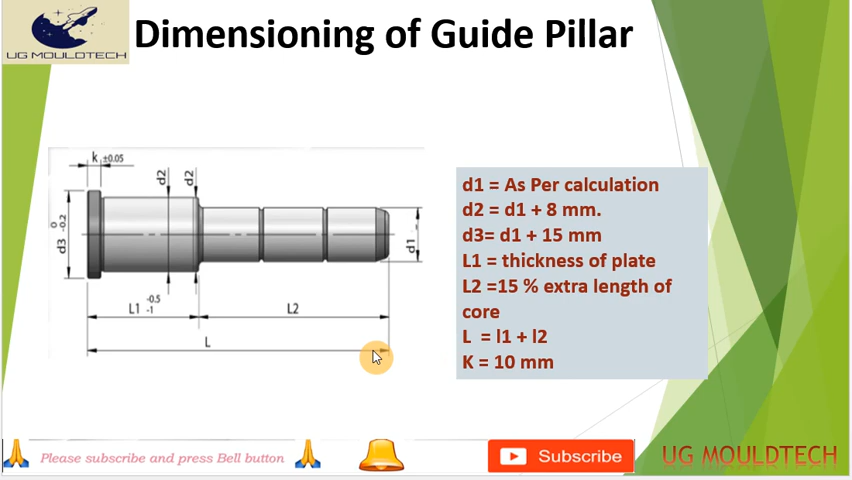 UG MOULDTECH
Dimensioning of Guide Pillar
k ±0.05
d2
d2
d3 0 -0.2
d1
L1 -0.5 -1
L2
L
d1 = As Per calculation
d2 = d1 + 8 mm.
d3= d1 + 15 mm
L1 = thickness of plate
L2 =15 % extra length of
core
L = l1 + l2
K = 10 mm
Please subscribe and press Bell button
Subscribe
UG MOULDTECH